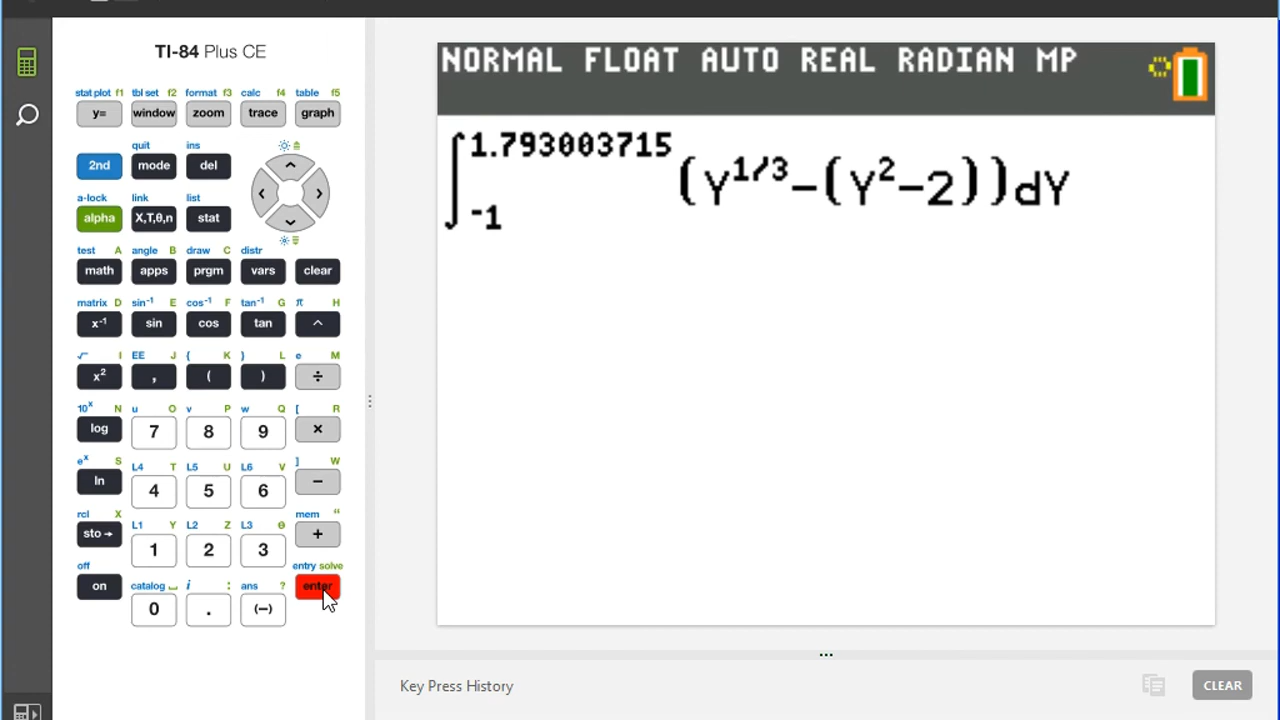 TI-84 Plus CE
NORMAL FLOAT AUTO REAL RADIAN MP
stat plot f1 tbl set f2 format f3 calc f4 table f5
y= window zoom trace graph
quit ins
2nd mode del
a-lock link list
alpha X,T,θ,n stat
test A angle B draw C distr
math apps prgm vars clear
matrix D sin⁻¹ E cos⁻¹ F tan⁻¹ G π H
x⁻¹ sin cos tan ^
√ I EE J { K } L e M
x² , ( ) ÷
10ˣ N u O v P w Q [ R
log 7 8 9 ×
eˣ S L4 T L5 U L6 V ] W
ln 4 5 6 −
rcl X L1 Y L2 Z L3 θ mem "
sto→ 1 2 3 +
off catalog ⎵ i : ans ? entry solve
on 0 . (−) enter
∫ 1.793003715 -1 (Y^1/3−(Y²−2))dY
Key Press History
CLEAR